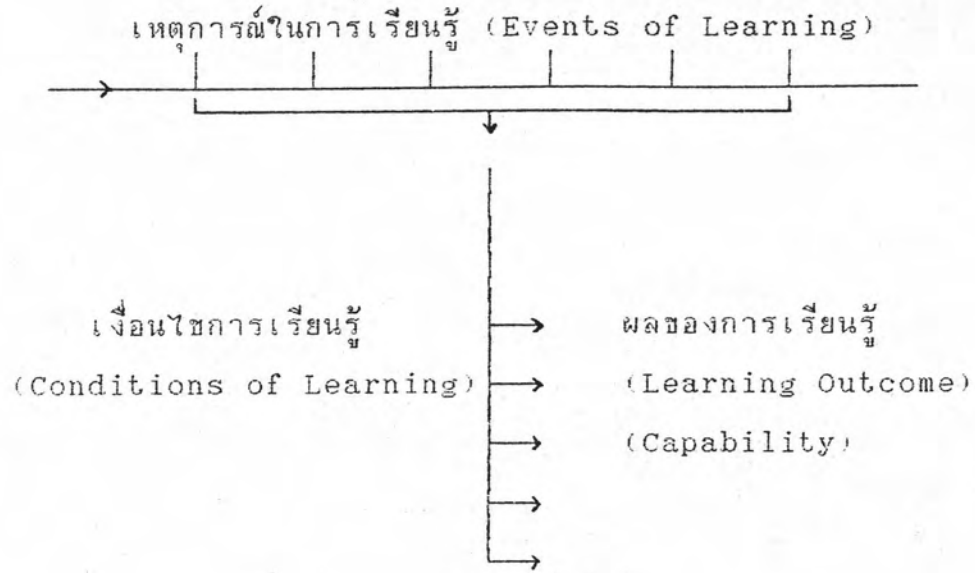 เหตุการณ์ในการเรียนรู้ (Events of Learning)
เงื่อนไขการเรียนรู้
(Conditions of Learning)
ผลของการเรียนรู้
(Learning Outcome)
(Capability)